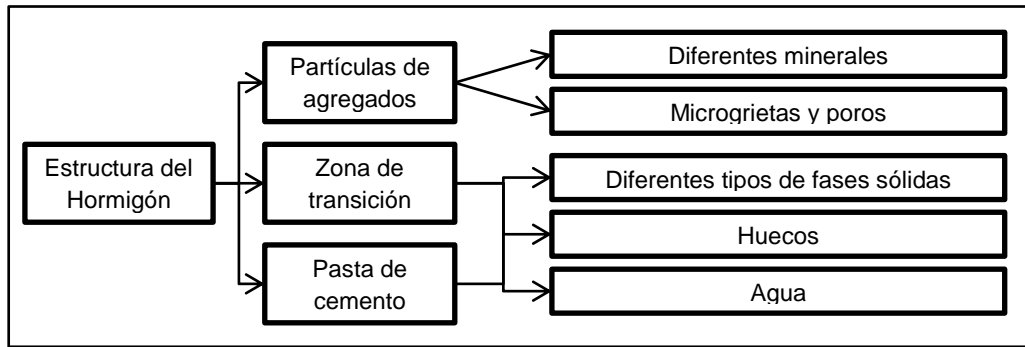 Estructura del
Hormigón
Partículas de
agregados
Zona de
transición
Pasta de
cemento
Diferentes minerales
Microgrietas y poros
Diferentes tipos de fases sólidas
Huecos
Agua